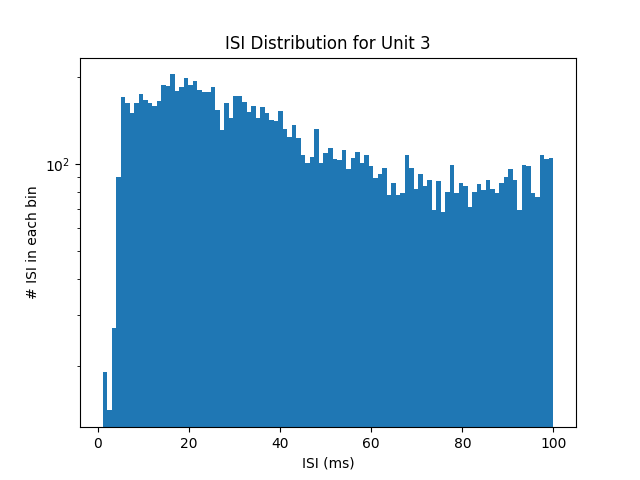 ISI Distribution for Unit 3
10²
# ISI in each bin
0 20 40 60 80 100
ISI (ms)